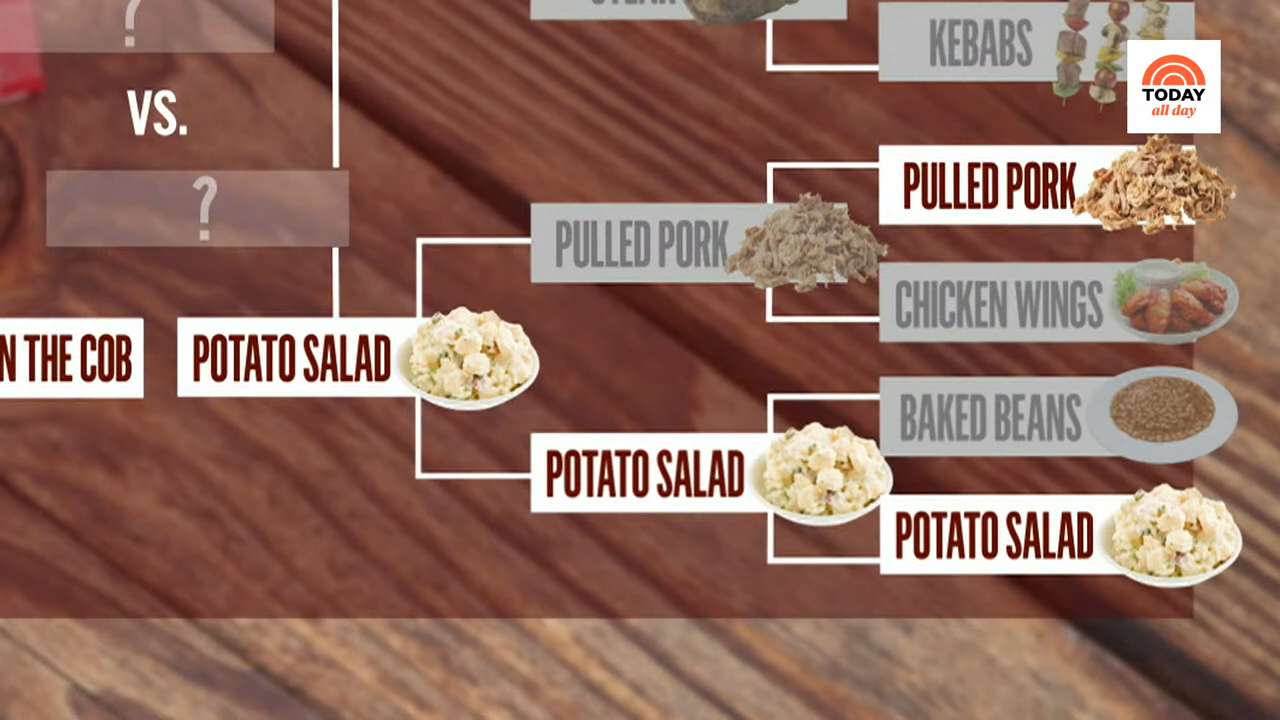 ?
STEAK
KEBABS
TODAY
all day
VS.
PULLED PORK
?
PULLED PORK
CHICKEN WINGS
N THE COB
POTATO SALAD
BAKED BEANS
POTATO SALAD
POTATO SALAD